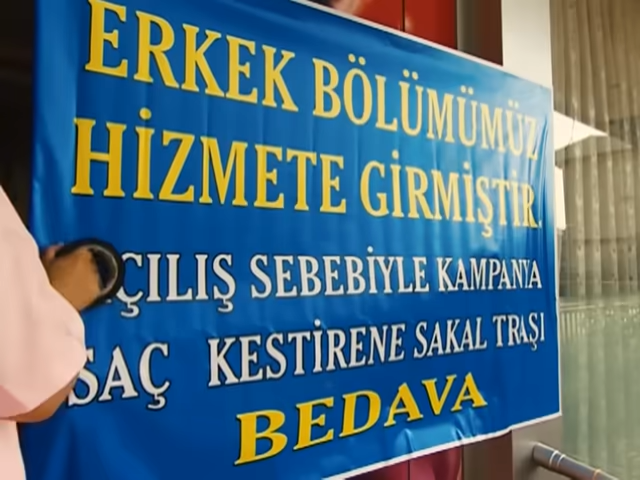 ERKEK BÖLÜMÜMÜZ
HİZMETE GİRMİŞTİR.
AÇILIŞ SEBEBİYLE KAMPANYA
SAÇ KESTİRENE SAKAL TRAŞI
BEDAVA